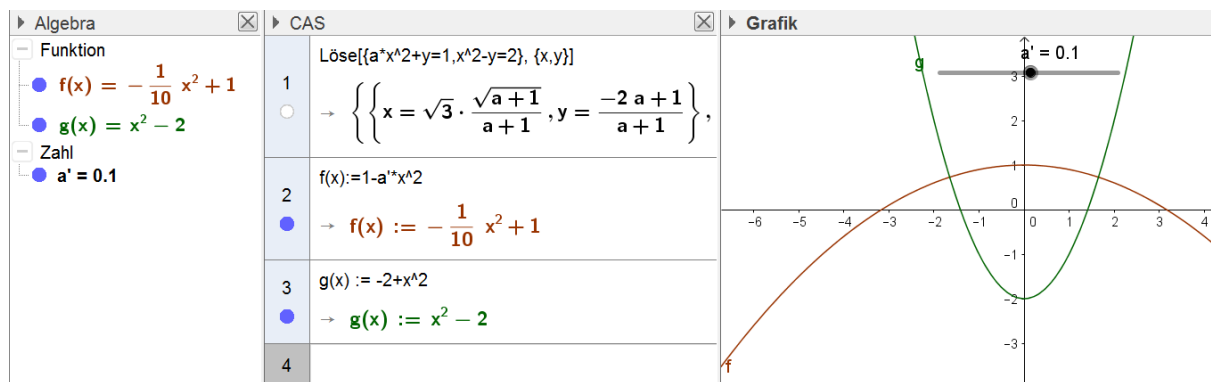 Algebra
Funktion
f(x) = − 1/10 x² + 1
g(x) = x² − 2
Zahl
a' = 0.1
CAS
1
Löse[{a*x^2+y=1,x^2-y=2}, {x,y}]
→ {{x = √3 · √(a + 1)/(a + 1) , y = (−2 a + 1)/(a + 1)},
2
f(x):=1-a'*x^2
→ f(x) := − 1/10 x² + 1
3
g(x) := -2+x^2
→ g(x) := x² − 2
4
Grafik
a' = 0.1
g
3
2
1
0
−6 −5 −4 −3 −2 −1 0 1 2 3 4
−1
−2
−3
f